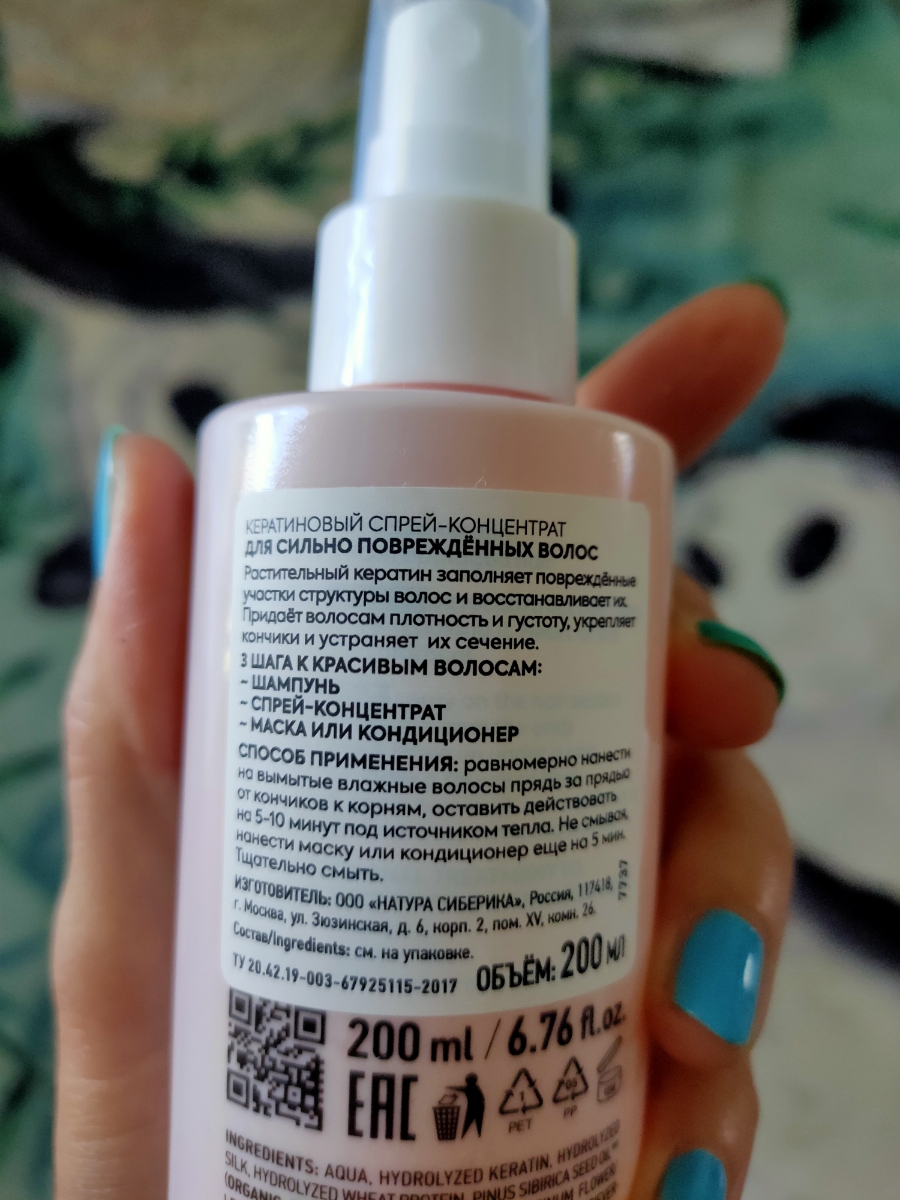 КЕРАТИНОВЫЙ СПРЕЙ-КОНЦЕНТРАТ
ДЛЯ СИЛЬНО ПОВРЕЖДЁННЫХ ВОЛОС
Растительный кератин заполняет повреждённые
участки структуры волос и восстанавливает их.
Придаёт волосам плотность и густоту, укрепляет
кончики и устраняет их сечение.
3 ШАГА К КРАСИВЫМ ВОЛОСАМ:
~ ШАМПУНЬ
~ СПРЕЙ-КОНЦЕНТРАТ
~ МАСКА ИЛИ КОНДИЦИОНЕР
СПОСОБ ПРИМЕНЕНИЯ: равномерно нанести
на вымытые влажные волосы прядь за прядью
от кончиков к корням, оставить действовать
на 5-10 минут под источником тепла. Не смывая,
нанести маску или кондиционер еще на 5 мин.
Тщательно смыть.
ИЗГОТОВИТЕЛЬ: ООО «НАТУРА СИБЕРИКА», Россия, 117418,
г. Москва, ул. Зюзинская, д. 6, корп. 2, пом. XV, комн. 26.
7737
Состав/Ingredients: см. на упаковке.
ТУ 20.42.19-003-67925115-2017 ОБЪЁМ: 200 МЛ
200 ml / 6.76 fl.oz.
EAC
1 PET
PP
INGREDIENTS: AQUA, HYDROLYZED KERATIN, HYDROLYZED
SILK, HYDROLYZED WHEAT PROTEIN, PINUS SIBIRICA SEED OIL
(ORGANIC FLOWER